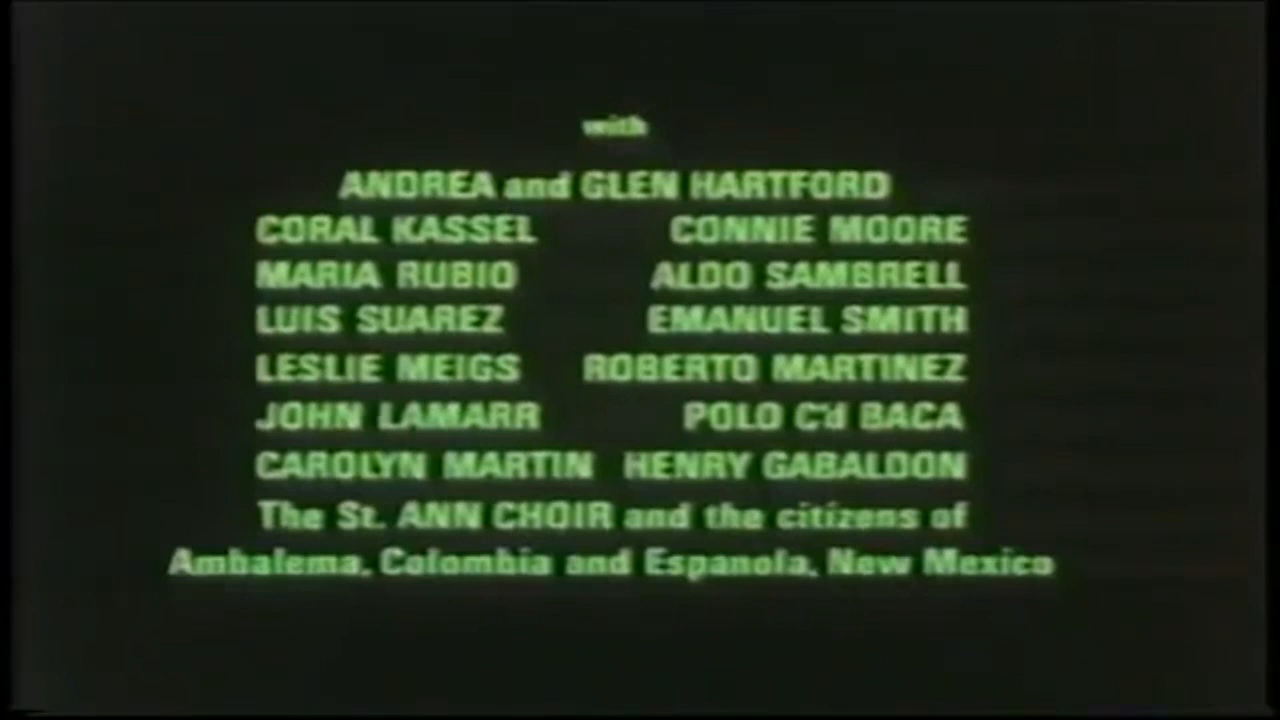 with
ANDREA and GLEN HARTFORD
CORAL KASSEL CONNIE MOORE
MARIA RUBIO ALDO SAMBRELL
LUIS SUAREZ EMANUEL SMITH
LESLIE MEIGS ROBERTO MARTINEZ
JOHN LAMARR POLO C'd BACA
CAROLYN MARTIN HENRY GABALDON
The St. ANN CHOIR and the citizens of
Ambalema, Colombia and Espanola, New Mexico